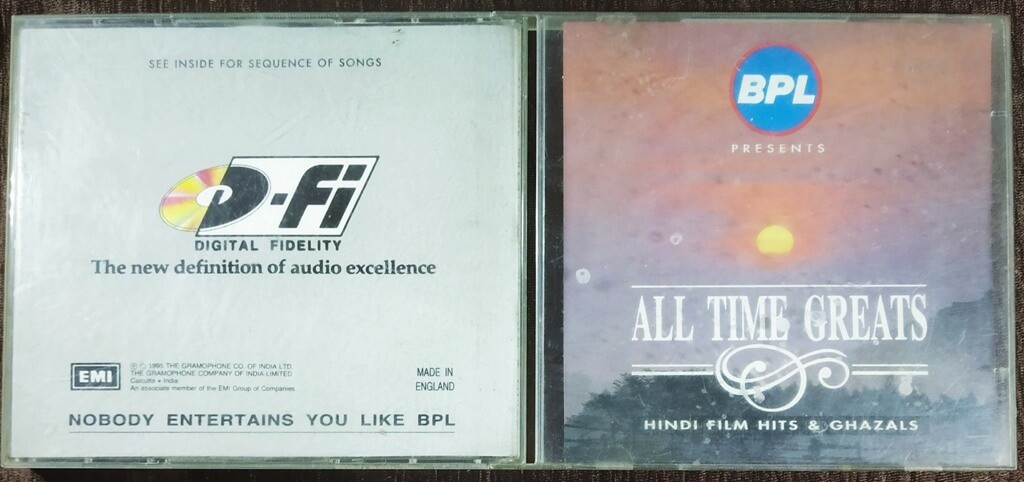 SEE INSIDE FOR SEQUENCE OF SONGS
D-Fi
DIGITAL FIDELITY
The new definition of audio excellence
EMI
℗ © 1995 THE GRAMOPHONE CO. OF INDIA LTD.
THE GRAMOPHONE COMPANY OF INDIA LIMITED
Calcutta • India
An associate member of the EMI Group of Companies
MADE IN
ENGLAND
NOBODY ENTERTAINS YOU LIKE BPL
BPL
PRESENTS
ALL TIME GREATS
HINDI FILM HITS & GHAZALS